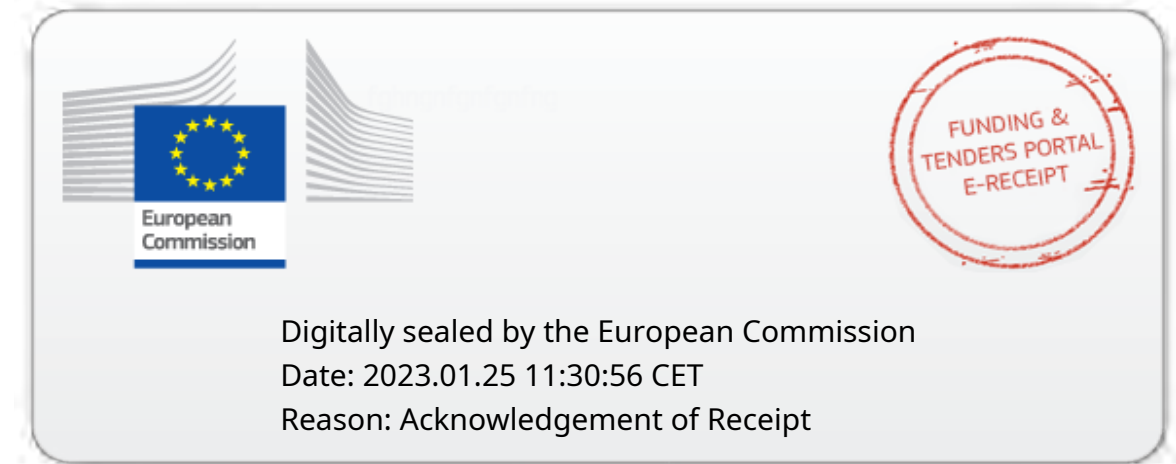 European
Commission
FUNDING &
TENDERS PORTAL
E-RECEIPT
Digitally sealed by the European Commission
Date: 2023.01.25 11:30:56 CET
Reason: Acknowledgement of Receipt